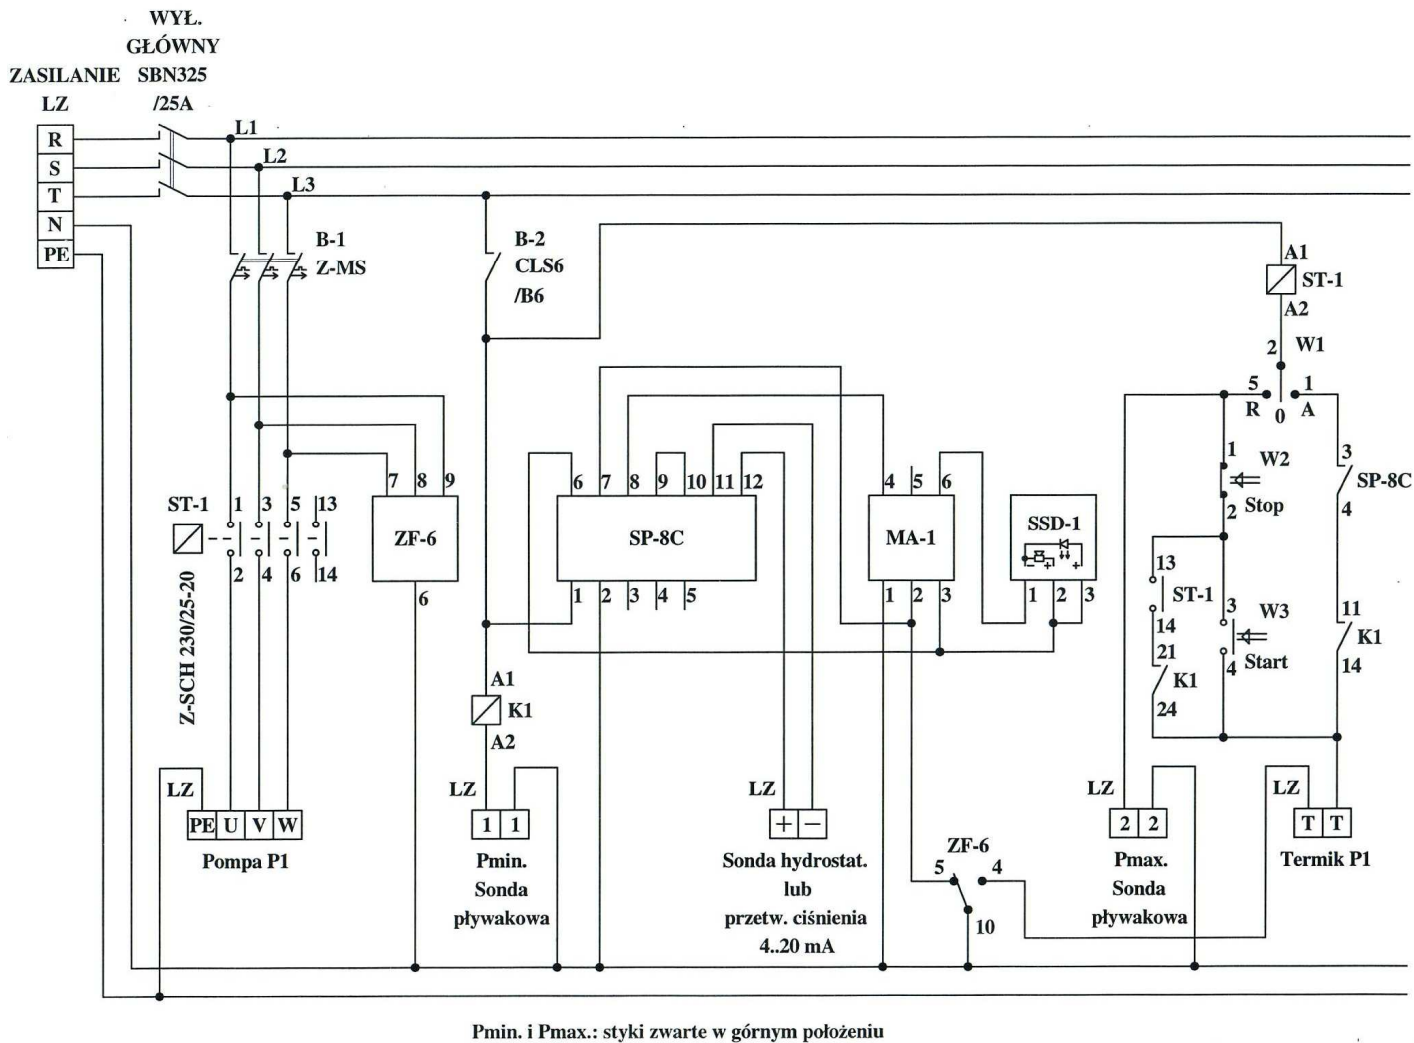 WYŁ.
GŁÓWNY
ZASILANIE SBN325
LZ /25A
R
S
T
N
PE
L1
L2
L3
B-1
Z-MS
B-2
CLS6
/B6
A1
ST-1
A2
2 W1
5 1
R 0 A
1 W2
2 Stop
3 SP-8C
4
13
ST-1
14
21
K1
24
3 W3
4 Start
11
K1
14
ST-1 1 3 5 13
2 4 6 14
Z-SCH 230/25-20
7 8 9
ZF-6
6
6 7 8 9 10 11 12
SP-8C
1 2 3 4 5
4 5 6
MA-1
1 2 3
SSD-1
- + +
1 2 3
A1
K1
A2
LZ
PE U V W
Pompa P1
LZ
1 1
Pmin.
Sonda
pływakowa
LZ
+ −
Sonda hydrostat.
lub
przetw. ciśnienia
4..20 mA
ZF-6
5 4
10
LZ
2 2
Pmax.
Sonda
pływakowa
LZ
T T
Termik P1
Pmin. i Pmax.: styki zwarte w górnym położeniu